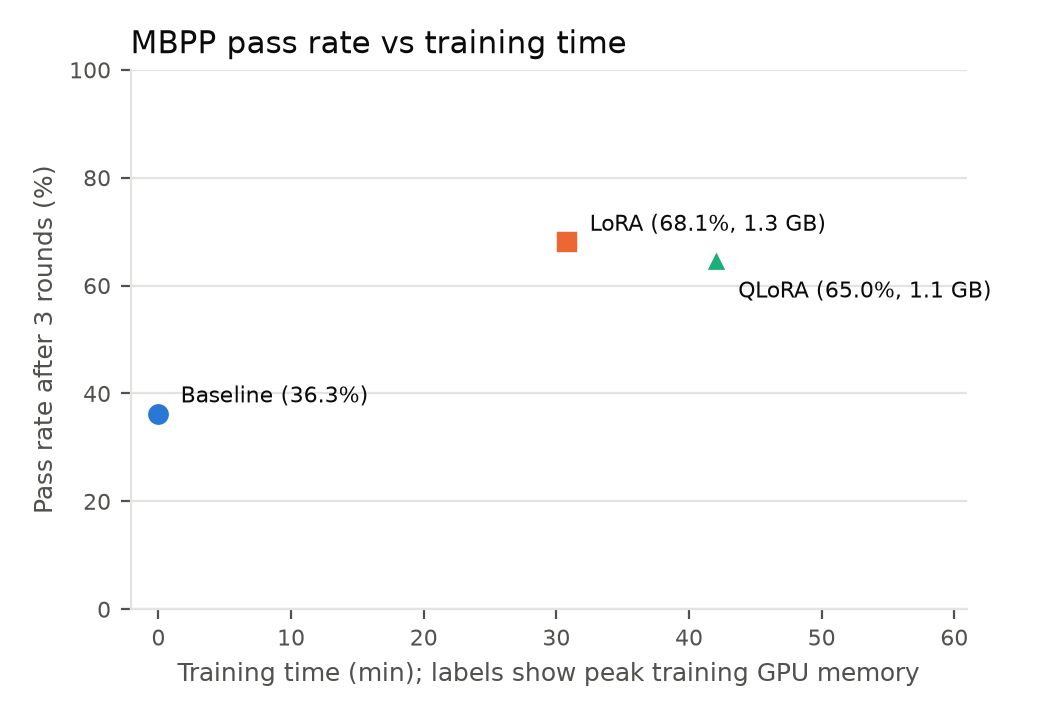 MBPP pass rate vs training time
Pass rate after 3 rounds (%)
100
80
60
40
20
0
LoRA (68.1%, 1.3 GB)
QLoRA (65.0%, 1.1 GB)
Baseline (36.3%)
0 10 20 30 40 50 60
Training time (min); labels show peak training GPU memory